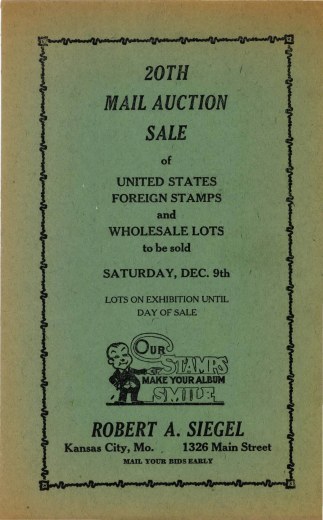 20TH
MAIL AUCTION
SALE
of
UNITED STATES
FOREIGN STAMPS
and
WHOLESALE LOTS
to be sold
SATURDAY, DEC. 9th
LOTS ON EXHIBITION UNTIL
DAY OF SALE
OUR
STAMPS
MAKE YOUR ALBUM
SMILE
ROBERT A. SIEGEL
Kansas City, Mo. 1326 Main Street
MAIL YOUR BIDS EARLY